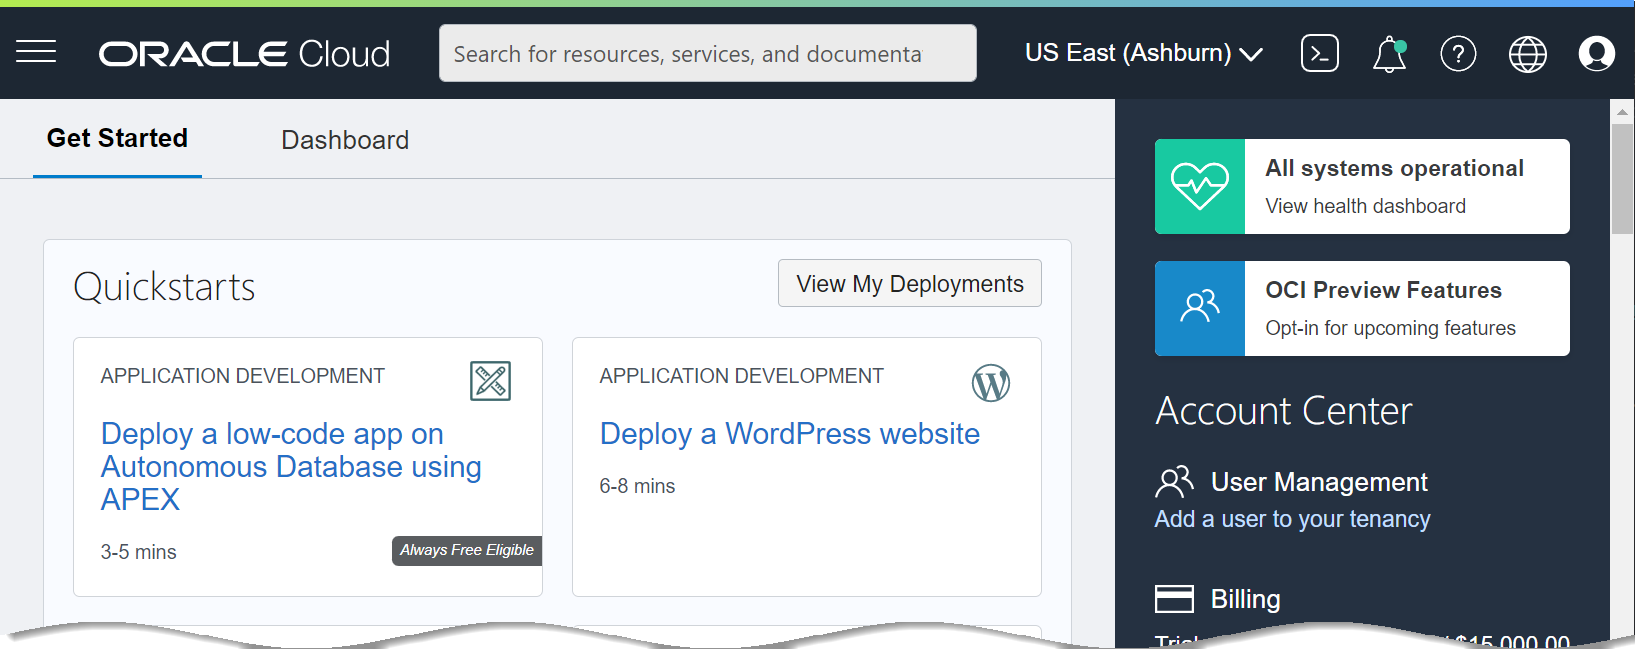 ORACLE Cloud
Search for resources, services, and documenta
US East (Ashburn)
Get Started
Dashboard
Quickstarts
View My Deployments
APPLICATION DEVELOPMENT
Deploy a low-code app on
Autonomous Database using
APEX
3-5 mins
Always Free Eligible
APPLICATION DEVELOPMENT
Deploy a WordPress website
6-8 mins
All systems operational
View health dashboard
OCI Preview Features
Opt-in for upcoming features
Account Center
User Management
Add a user to your tenancy
Billing
$15,000.00